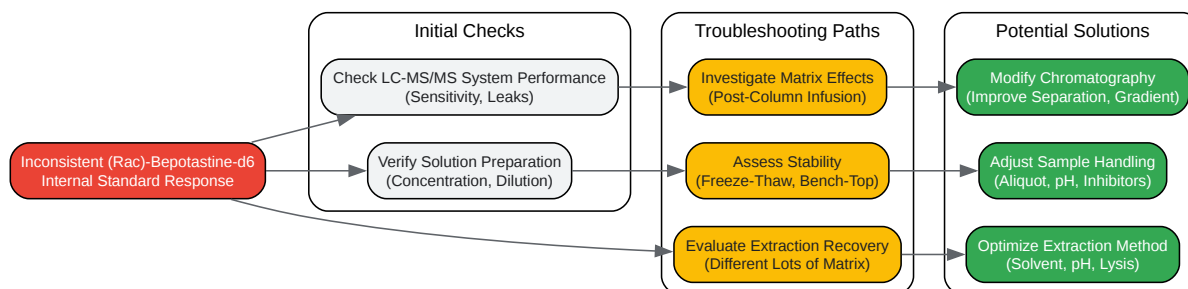 Initial Checks
Troubleshooting Paths
Potential Solutions
Check LC-MS/MS System Performance
(Sensitivity, Leaks)
Investigate Matrix Effects
(Post-Column Infusion)
Modify Chromatography
(Improve Separation, Gradient)
Inconsistent (Rac)-Bepotastine-d6
Internal Standard Response
Verify Solution Preparation
(Concentration, Dilution)
Assess Stability
(Freeze-Thaw, Bench-Top)
Adjust Sample Handling
(Aliquot, pH, Inhibitors)
Evaluate Extraction Recovery
(Different Lots of Matrix)
Optimize Extraction Method
(Solvent, pH, Lysis)